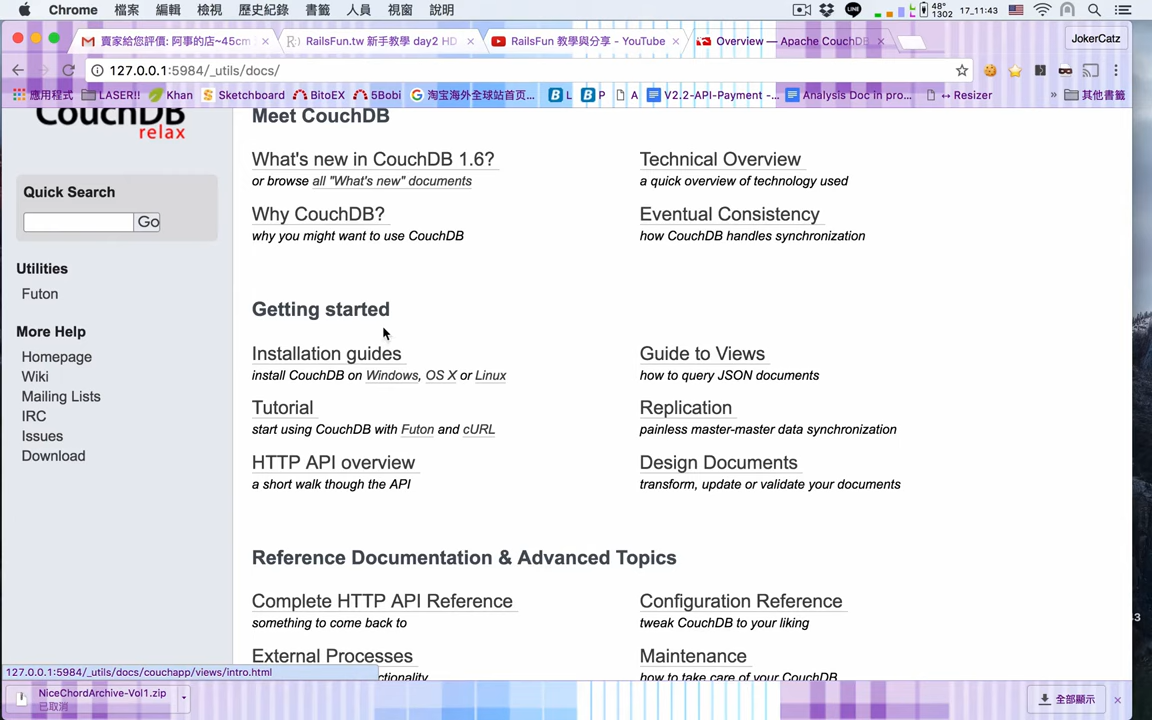 Chrome 檔案 編輯 檢視 歷史紀錄 書籤 人員 視窗 說明 48° 1302 17_11:43
賣家給您評價: 阿事的店~45cm
RailsFun.tw 新手教學 day2 HD
RailsFun 教學與分享 - YouTube
Overview — Apache CouchDB
JokerCatz
127.0.0.1:5984/_utils/docs/
應用程式 LASER!! Khan Sketchboard BitoEX 5Bobi 淘宝海外全球站首页... L P A V2.2-API-Payment -... Analysis Doc in pro... ↔ Resizer » 其他書籤
CouchDB
relax
Quick Search
Go
Utilities
Futon
More Help
Homepage
Wiki
Mailing Lists
IRC
Issues
Download
Meet CouchDB
What's new in CouchDB 1.6?
or browse all "What's new" documents
Technical Overview
a quick overview of technology used
Why CouchDB?
why you might want to use CouchDB
Eventual Consistency
how CouchDB handles synchronization
Getting started
Installation guides
install CouchDB on Windows, OS X or Linux
Guide to Views
how to query JSON documents
Tutorial
start using CouchDB with Futon and cURL
Replication
painless master-master data synchronization
HTTP API overview
a short walk though the API
Design Documents
transform, update or validate your documents
Reference Documentation & Advanced Topics
Complete HTTP API Reference
something to come back to
Configuration Reference
tweak CouchDB to your liking
External Processes
Maintenance
how to take care of your CouchDB
127.0.0.1:5984/_utils/docs/couchapp/views/intro.html
NiceChordArchive-Vol1.zip
已取消
全部顯示